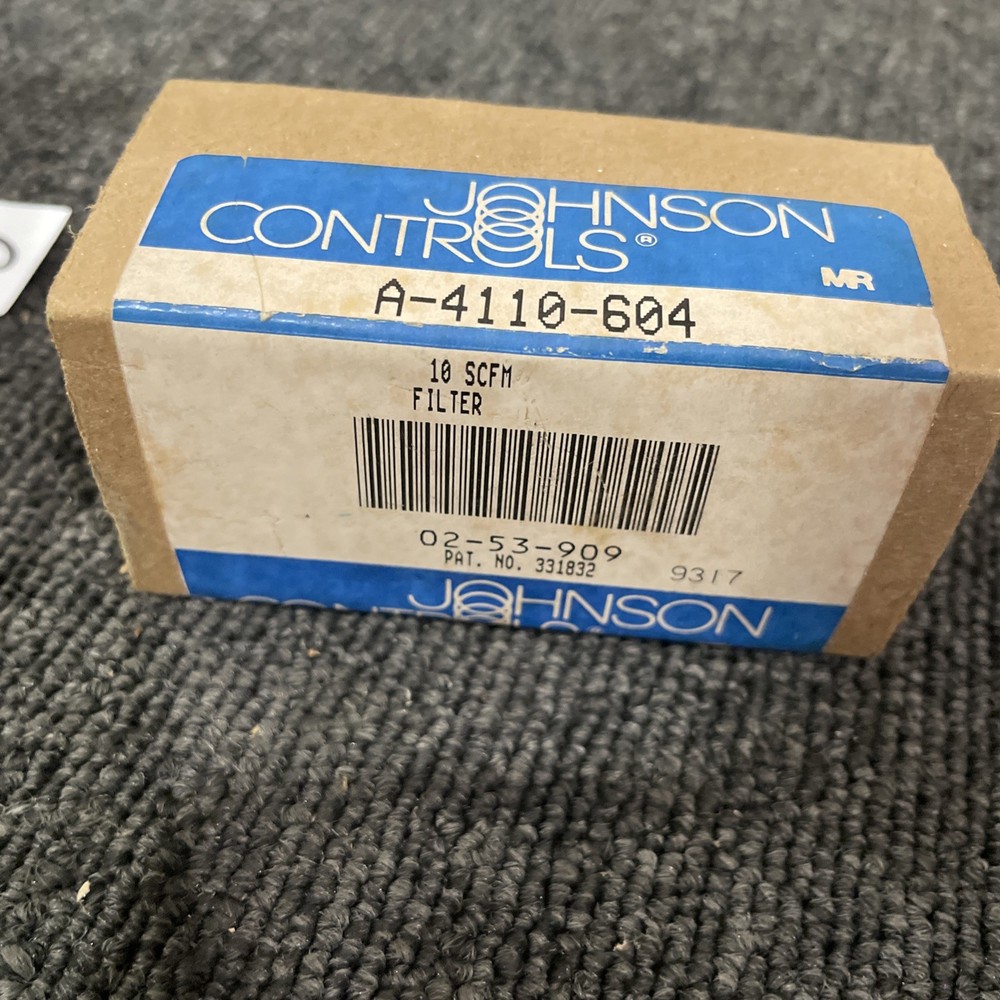 JOHNSON
CONTROLS®
MR
A-4110-604
10 SCFM
FILTER
02-53-909
PAT. NO. 331832
9317
JOHNSON